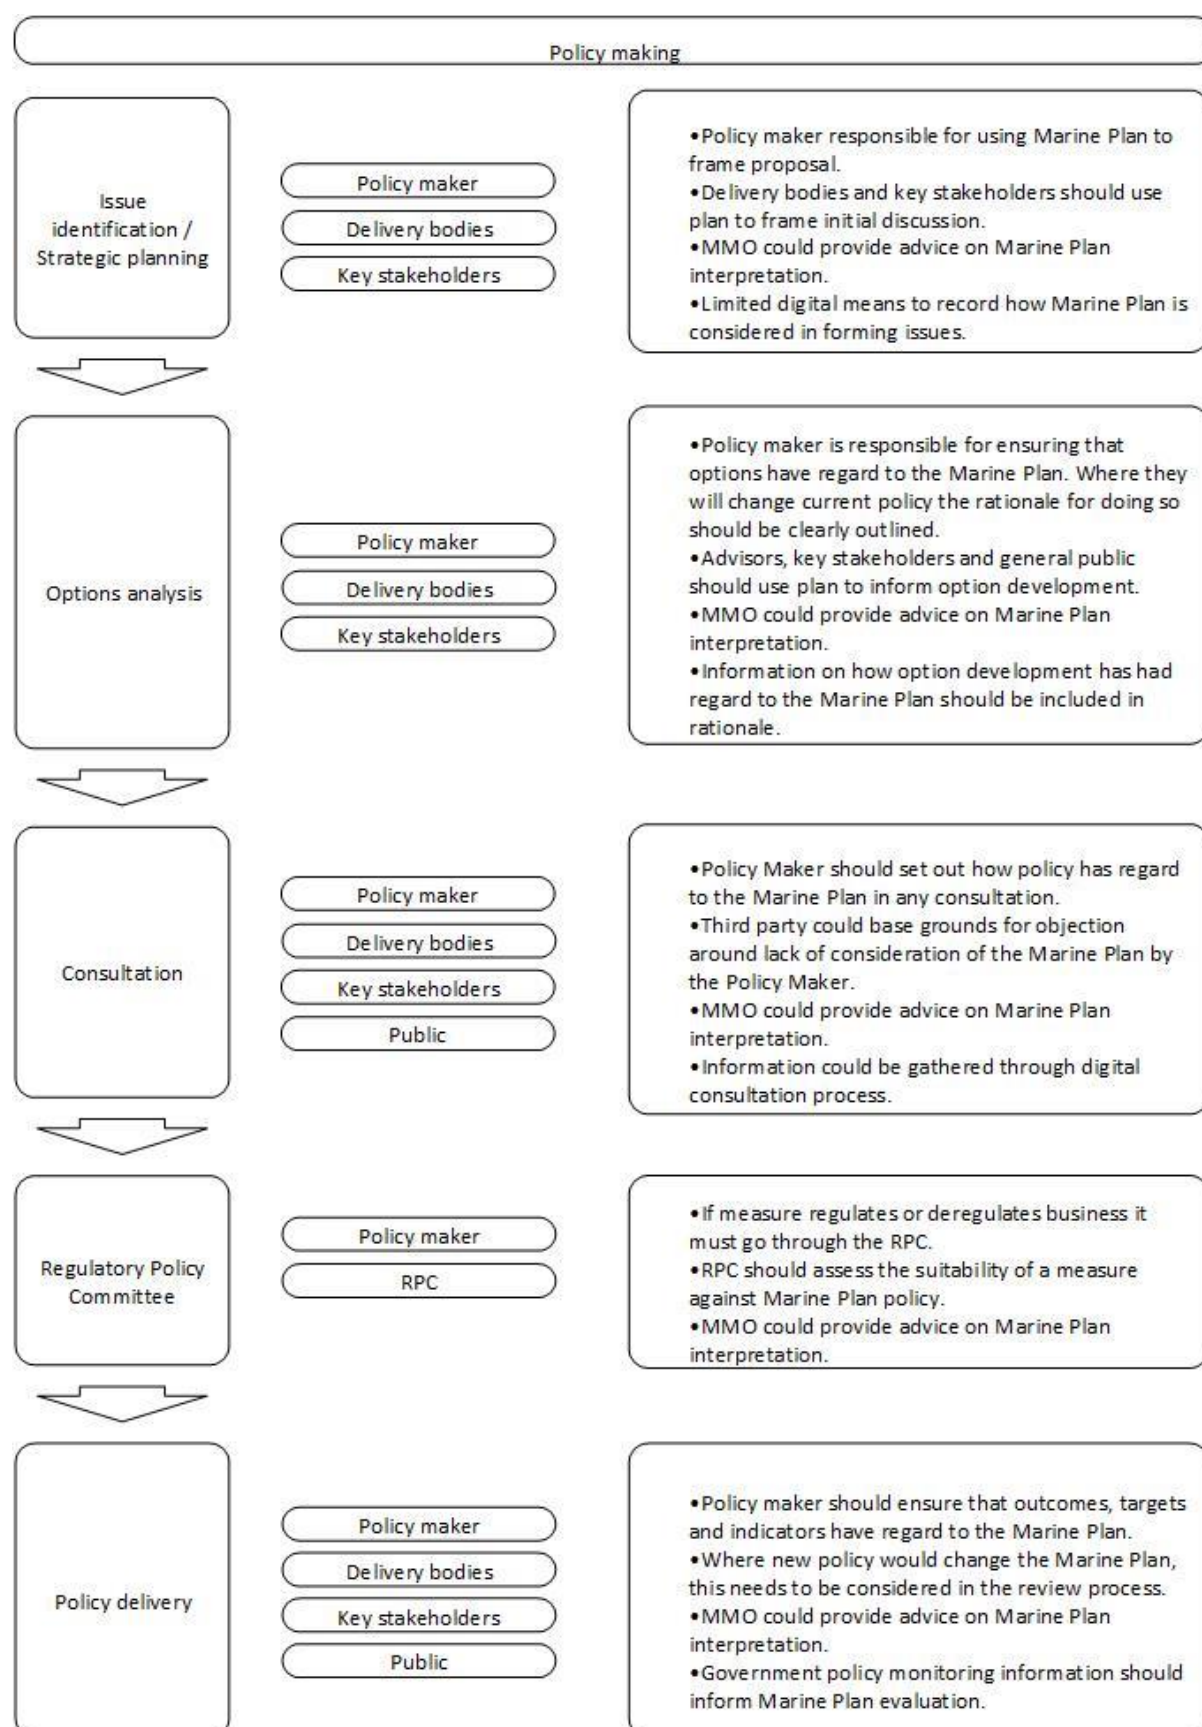 Policy making
Issue
identification /
Strategic planning
Policy maker
Delivery bodies
Key stakeholders
•Policy maker responsible for using Marine Plan to
frame proposal.
•Delivery bodies and key stakeholders should use
plan to frame initial discussion.
•MMO could provide advice on Marine Plan
interpretation.
•Limited digital means to record how Marine Plan is
considered in forming issues.
Options analysis
Policy maker
Delivery bodies
Key stakeholders
•Policy maker is responsible for ensuring that
options have regard to the Marine Plan. Where they
will change current policy the rationale for doing so
should be clearly outlined.
•Advisors, key stakeholders and general public
should use plan to inform option development.
•MMO could provide advice on Marine Plan
interpretation.
•Information on how option development has had
regard to the Marine Plan should be included in
rationale.
Consultation
Policy maker
Delivery bodies
Key stakeholders
Public
•Policy Maker should set out how policy has regard
to the Marine Plan in any consultation.
•Third party could base grounds for objection
around lack of consideration of the Marine Plan by
the Policy Maker.
•MMO could provide advice on Marine Plan
interpretation.
•Information could be gathered through digital
consultation process.
Regulatory Policy
Committee
Policy maker
RPC
•If measure regulates or deregulates business it
must go through the RPC.
•RPC should assess the suitability of a measure
against Marine Plan policy.
•MMO could provide advice on Marine Plan
interpretation.
Policy delivery
Policy maker
Delivery bodies
Key stakeholders
Public
•Policy maker should ensure that outcomes, targets
and indicators have regard to the Marine Plan.
•Where new policy would change the Marine Plan,
this needs to be considered in the review process.
•MMO could provide advice on Marine Plan
interpretation.
•Government policy monitoring information should
inform Marine Plan evaluation.